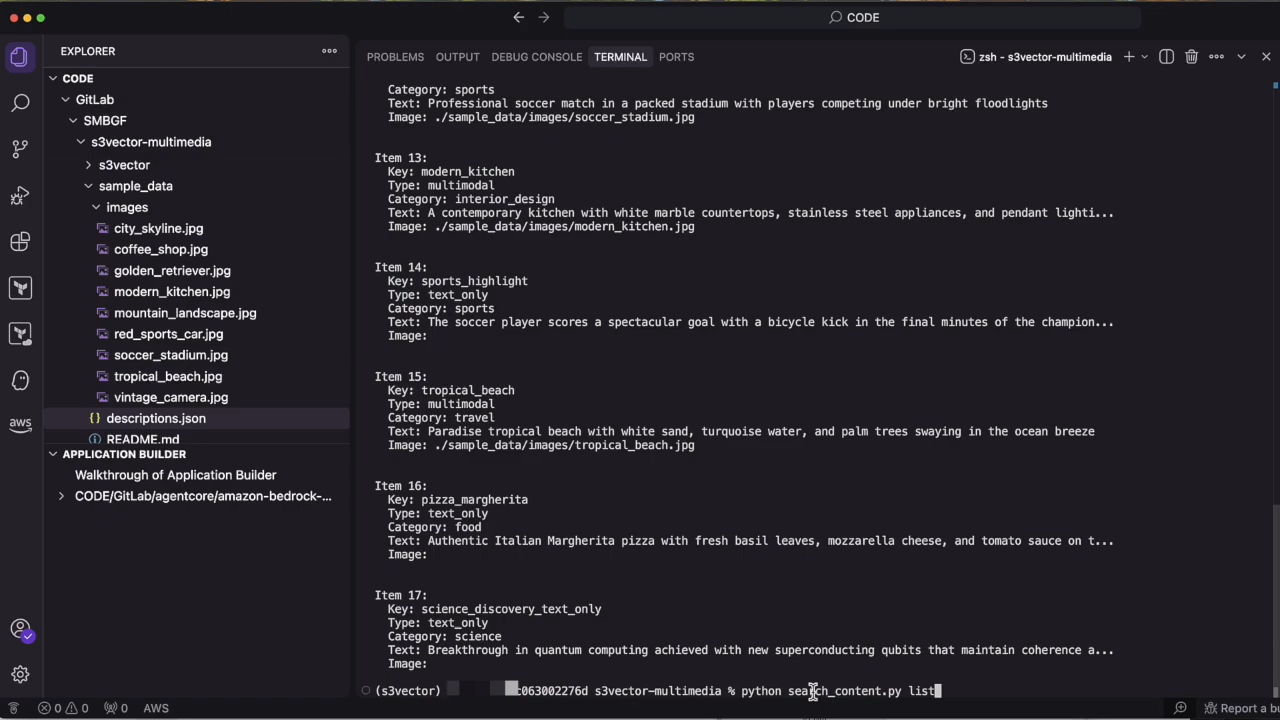 CODE
EXPLORER
PROBLEMS OUTPUT DEBUG CONSOLE TERMINAL PORTS
zsh - s3vector-multimedia
CODE
GitLab
SMBGF
s3vector-multimedia
s3vector
sample_data
images
city_skyline.jpg
coffee_shop.jpg
golden_retriever.jpg
modern_kitchen.jpg
mountain_landscape.jpg
red_sports_car.jpg
soccer_stadium.jpg
tropical_beach.jpg
vintage_camera.jpg
{} descriptions.json
README.md
APPLICATION BUILDER
Walkthrough of Application Builder
CODE/GitLab/agentcore/amazon-bedrock-...
aws
Category: sports
Text: Professional soccer match in a packed stadium with players competing under bright floodlights
Image: ./sample_data/images/soccer_stadium.jpg
Item 13:
Key: modern_kitchen
Type: multimodal
Category: interior_design
Text: A contemporary kitchen with white marble countertops, stainless steel appliances, and pendant lighti...
Image: ./sample_data/images/modern_kitchen.jpg
Item 14:
Key: sports_highlight
Type: text_only
Category: sports
Text: The soccer player scores a spectacular goal with a bicycle kick in the final minutes of the champion...
Image:
Item 15:
Key: tropical_beach
Type: multimodal
Category: travel
Text: Paradise tropical beach with white sand, turquoise water, and palm trees swaying in the ocean breeze
Image: ./sample_data/images/tropical_beach.jpg
Item 16:
Key: pizza_margherita
Type: text_only
Category: food
Text: Authentic Italian Margherita pizza with fresh basil leaves, mozzarella cheese, and tomato sauce on t...
Image:
Item 17:
Key: science_discovery_text_only
Type: text_only
Category: science
Text: Breakthrough in quantum computing achieved with new superconducting qubits that maintain coherence a...
Image:
(s3vector) c063002276d s3vector-multimedia % python search_content.py list
0 0 0 AWS
Report a bu